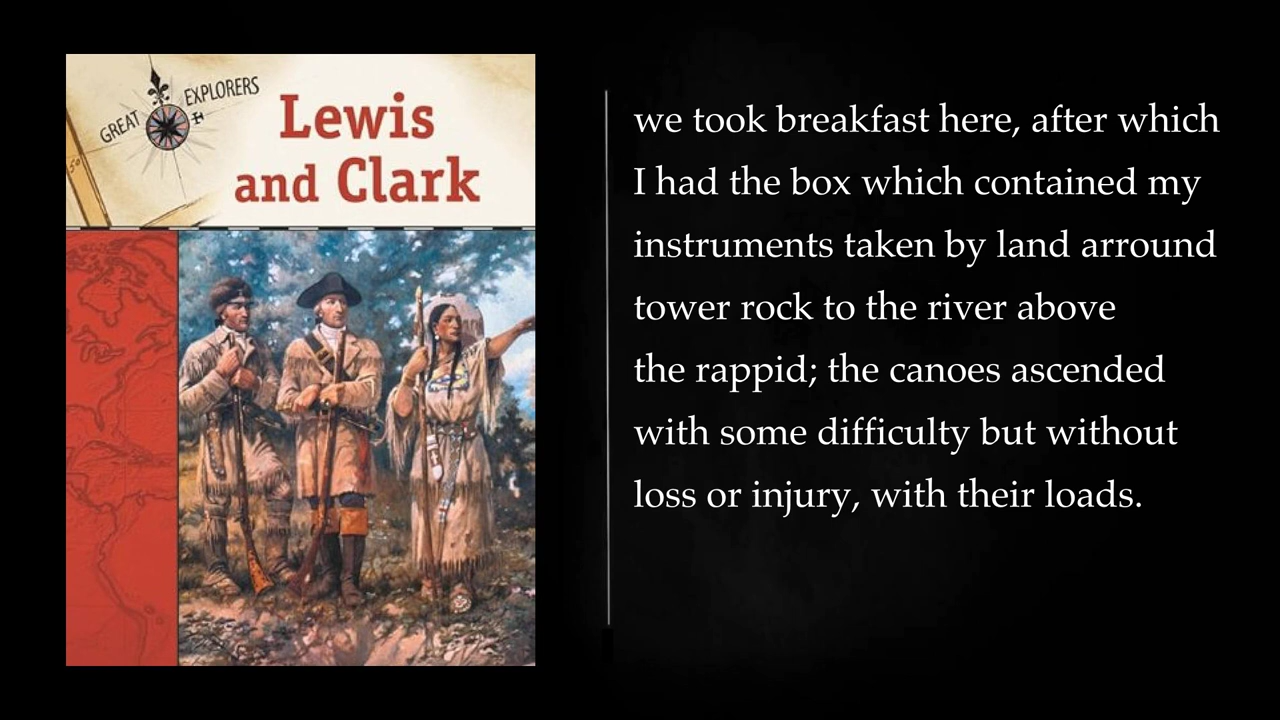 GREAT EXPLORERS
Lewis
and Clark
50
we took breakfast here, after which
I had the box which contained my
instruments taken by land arround
tower rock to the river above
the rappid; the canoes ascended
with some difficulty but without
loss or injury, with their loads.